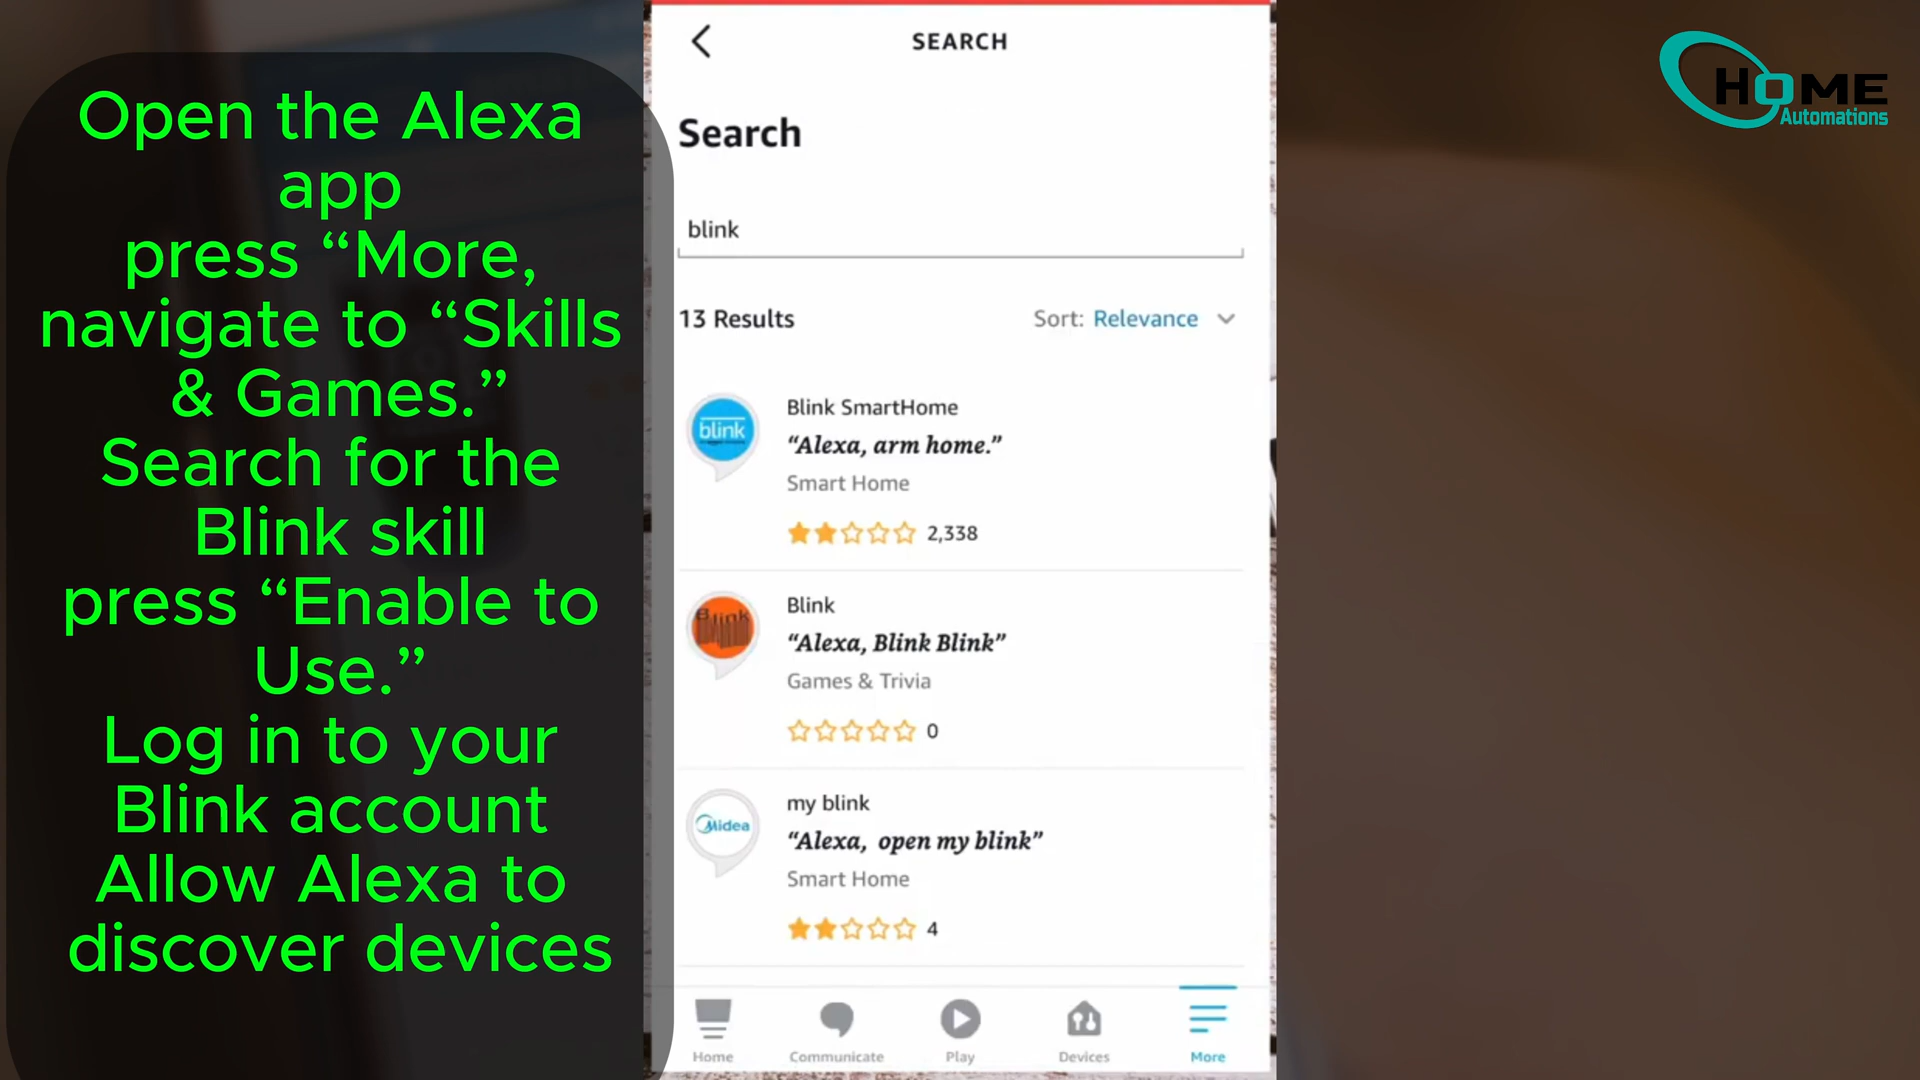 Open the Alexa
app
press “More,
navigate to “Skills
& Games.”
Search for the
Blink skill
press “Enable to
Use.”
Log in to your
Blink account
Allow Alexa to
discover devices
SEARCH
Search
blink
13 Results
Sort: Relevance
blink
Blink SmartHome
“Alexa, arm home.”
Smart Home
2,338
Blink
Blink
“Alexa, Blink Blink”
Games & Trivia
0
Midea
my blink
“Alexa, open my blink”
Smart Home
4
Home
Communicate
Play
Devices
More
HOME
Automations